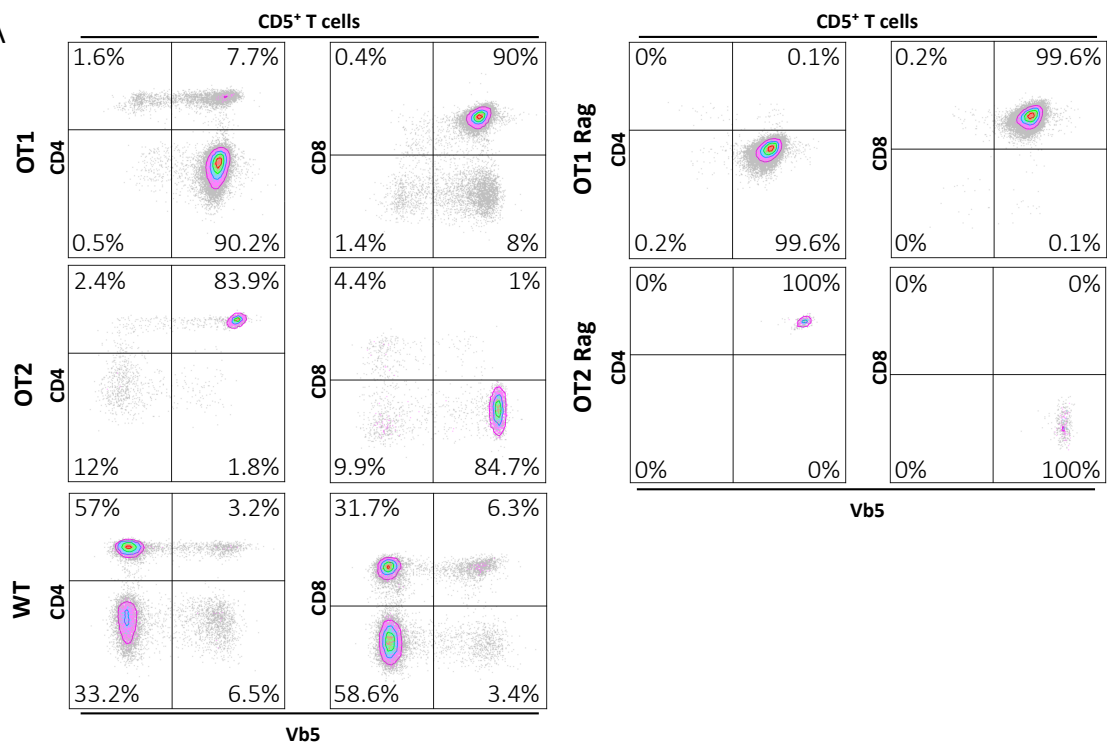 A
CD5+ T cells
OT1
CD4
1.6% 7.7%
0.5% 90.2%
CD8
0.4% 90%
1.4% 8%
OT2
CD4
2.4% 83.9%
12% 1.8%
CD8
4.4% 1%
9.9% 84.7%
WT
CD4
57% 3.2%
33.2% 6.5%
CD8
31.7% 6.3%
58.6% 3.4%
Vb5
CD5+ T cells
OT1 Rag
CD4
0% 0.1%
0.2% 99.6%
CD8
0.2% 99.6%
0% 0.1%
OT2 Rag
CD4
0% 100%
0% 0%
CD8
0% 0%
0% 100%
Vb5